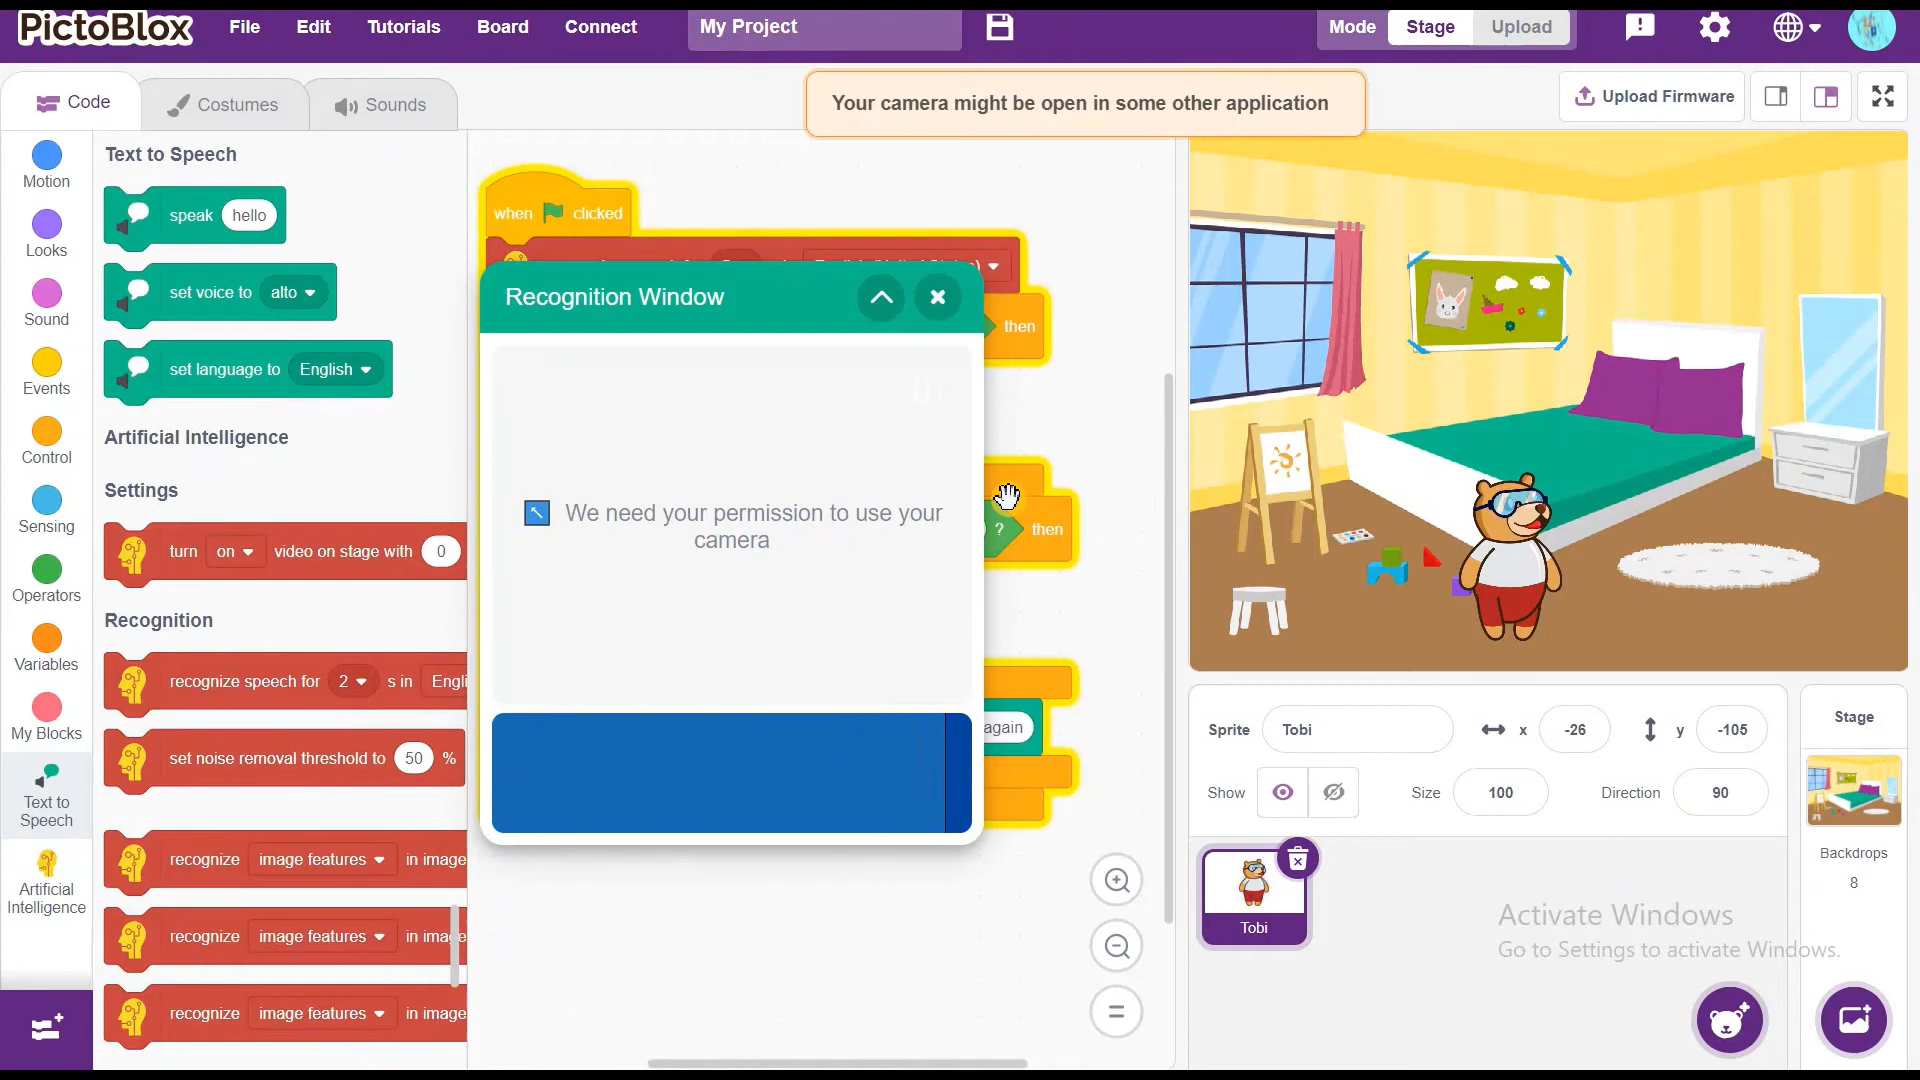 PictoBlox
File
Edit
Tutorials
Board
Connect
My Project
Mode
Stage
Upload
Code
Costumes
Sounds
Your camera might be open in some other application
Upload Firmware
Motion
Looks
Sound
Events
Control
Sensing
Operators
Variables
My Blocks
Text to
Speech
Artificial
Intelligence
Text to Speech
speak hello
set voice to alto
set language to English
Artificial Intelligence
Settings
turn on video on stage with 0
Recognition
recognize speech for 2 s in Engli
set noise removal threshold to 50 %
recognize image features in image
recognize image features in image
recognize image features in image
when clicked
then
? then
again
Recognition Window
We need your permission to use your
camera
Sprite Tobi x -26 y -105
Show Size 100 Direction 90
Tobi
Stage
Backdrops
8
Activate Windows
Go to Settings to activate Windows.